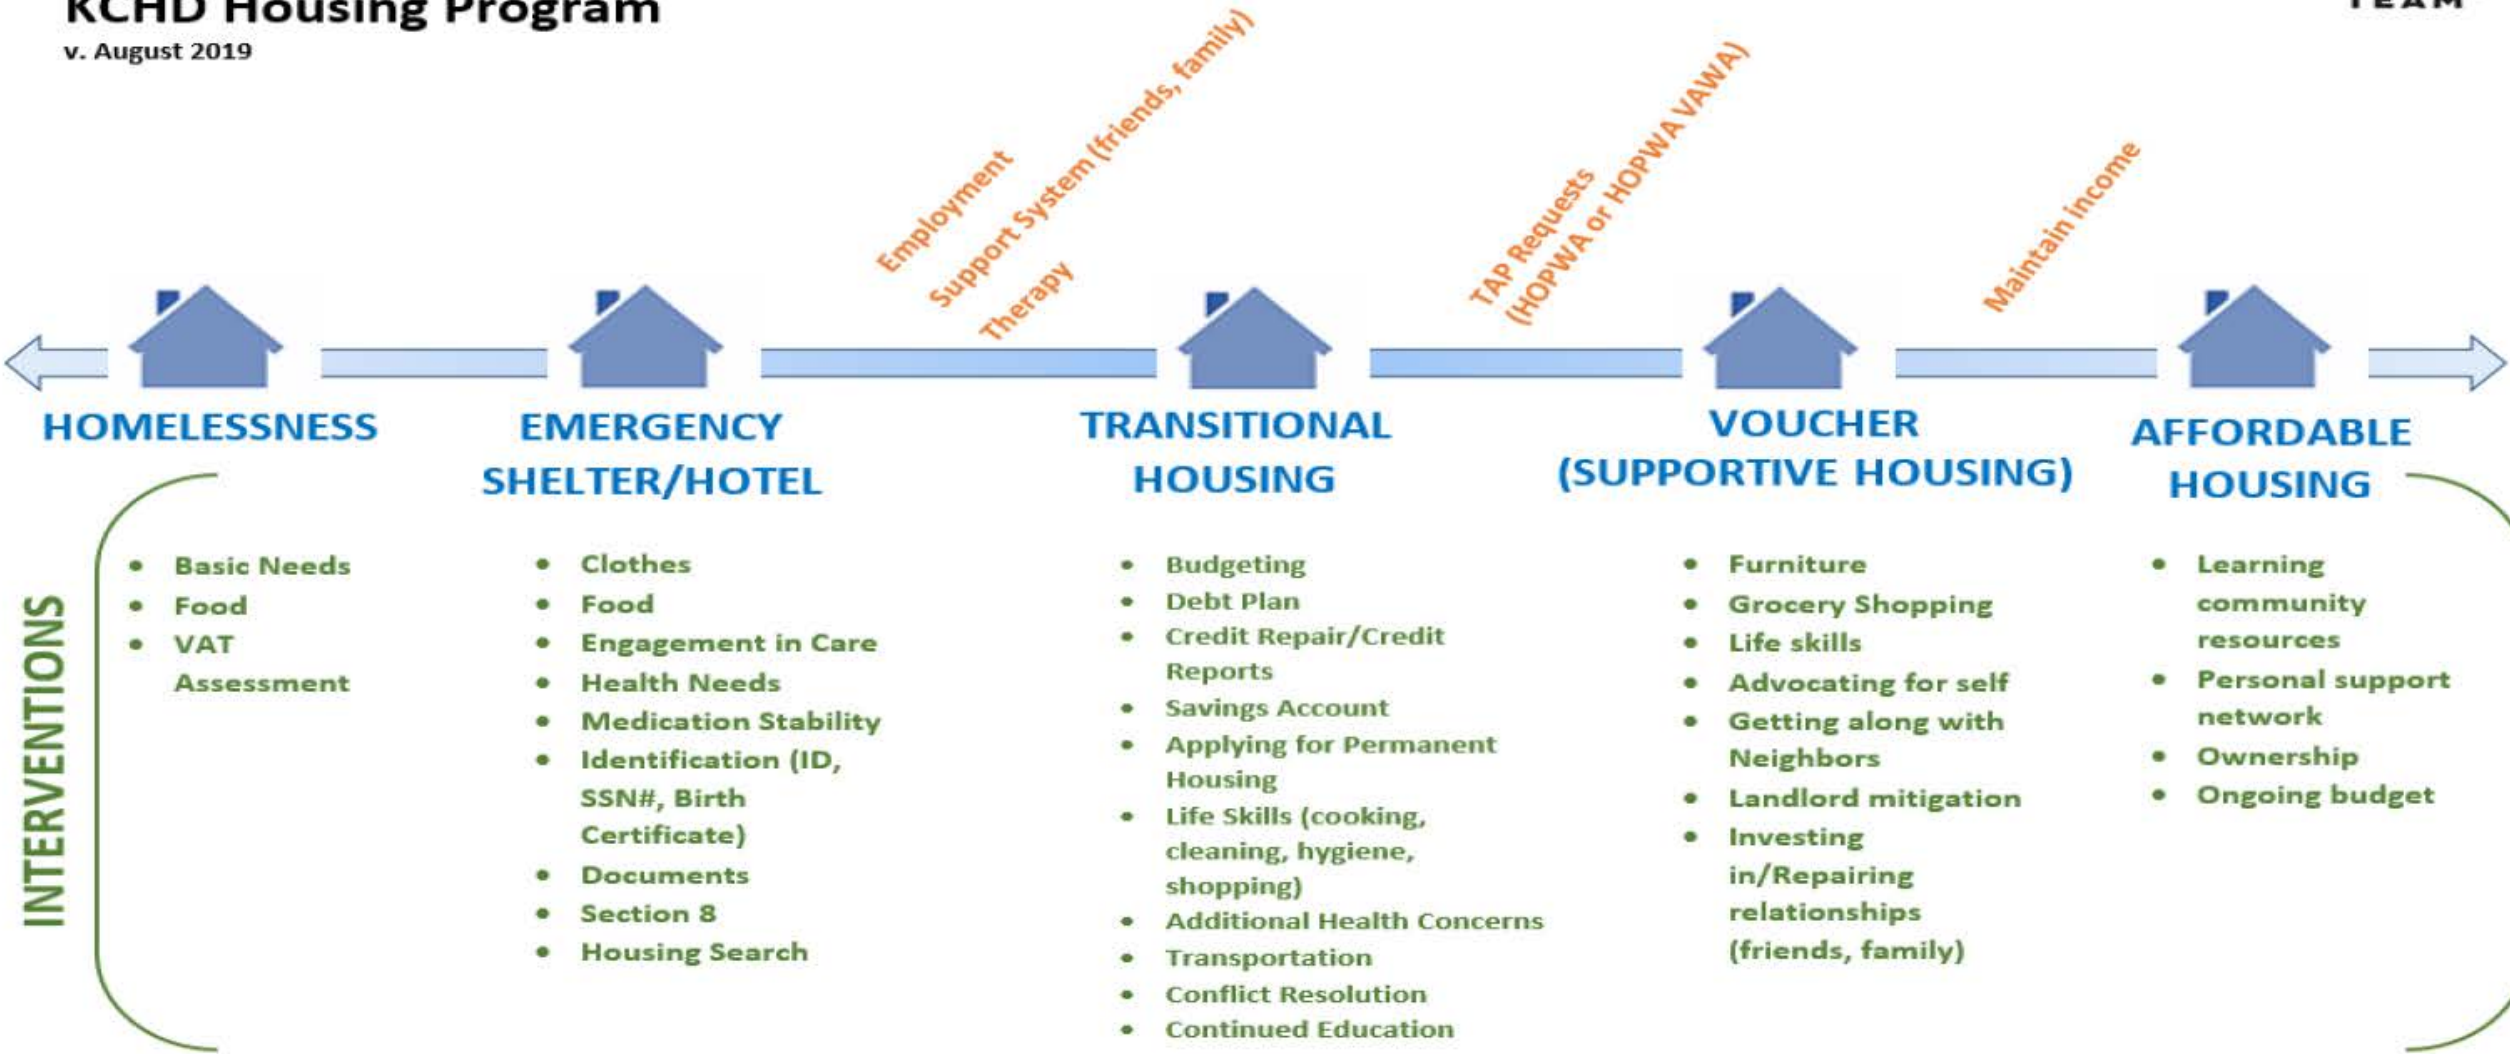 KCHD Housing Program
v. August 2019
TEAM
Employment
Support System (friends, family)
Therapy
TAP Requests
(HOPWA or HOPWA VAWA)
Maintain income
HOMELESSNESS
EMERGENCY
SHELTER/HOTEL
TRANSITIONAL
HOUSING
VOUCHER
(SUPPORTIVE HOUSING)
AFFORDABLE
HOUSING
INTERVENTIONS
• Basic Needs
• Food
• VAT
Assessment
• Clothes
• Food
• Engagement in Care
• Health Needs
• Medication Stability
• Identification (ID,
SSN#, Birth
Certificate)
• Documents
• Section 8
• Housing Search
• Budgeting
• Debt Plan
• Credit Repair/Credit
Reports
• Savings Account
• Applying for Permanent
Housing
• Life Skills (cooking,
cleaning, hygiene,
shopping)
• Additional Health Concerns
• Transportation
• Conflict Resolution
• Continued Education
• Furniture
• Grocery Shopping
• Life skills
• Advocating for self
• Getting along with
Neighbors
• Landlord mitigation
• Investing
in/Repairing
relationships
(friends, family)
• Learning
community
resources
• Personal support
network
• Ownership
• Ongoing budget